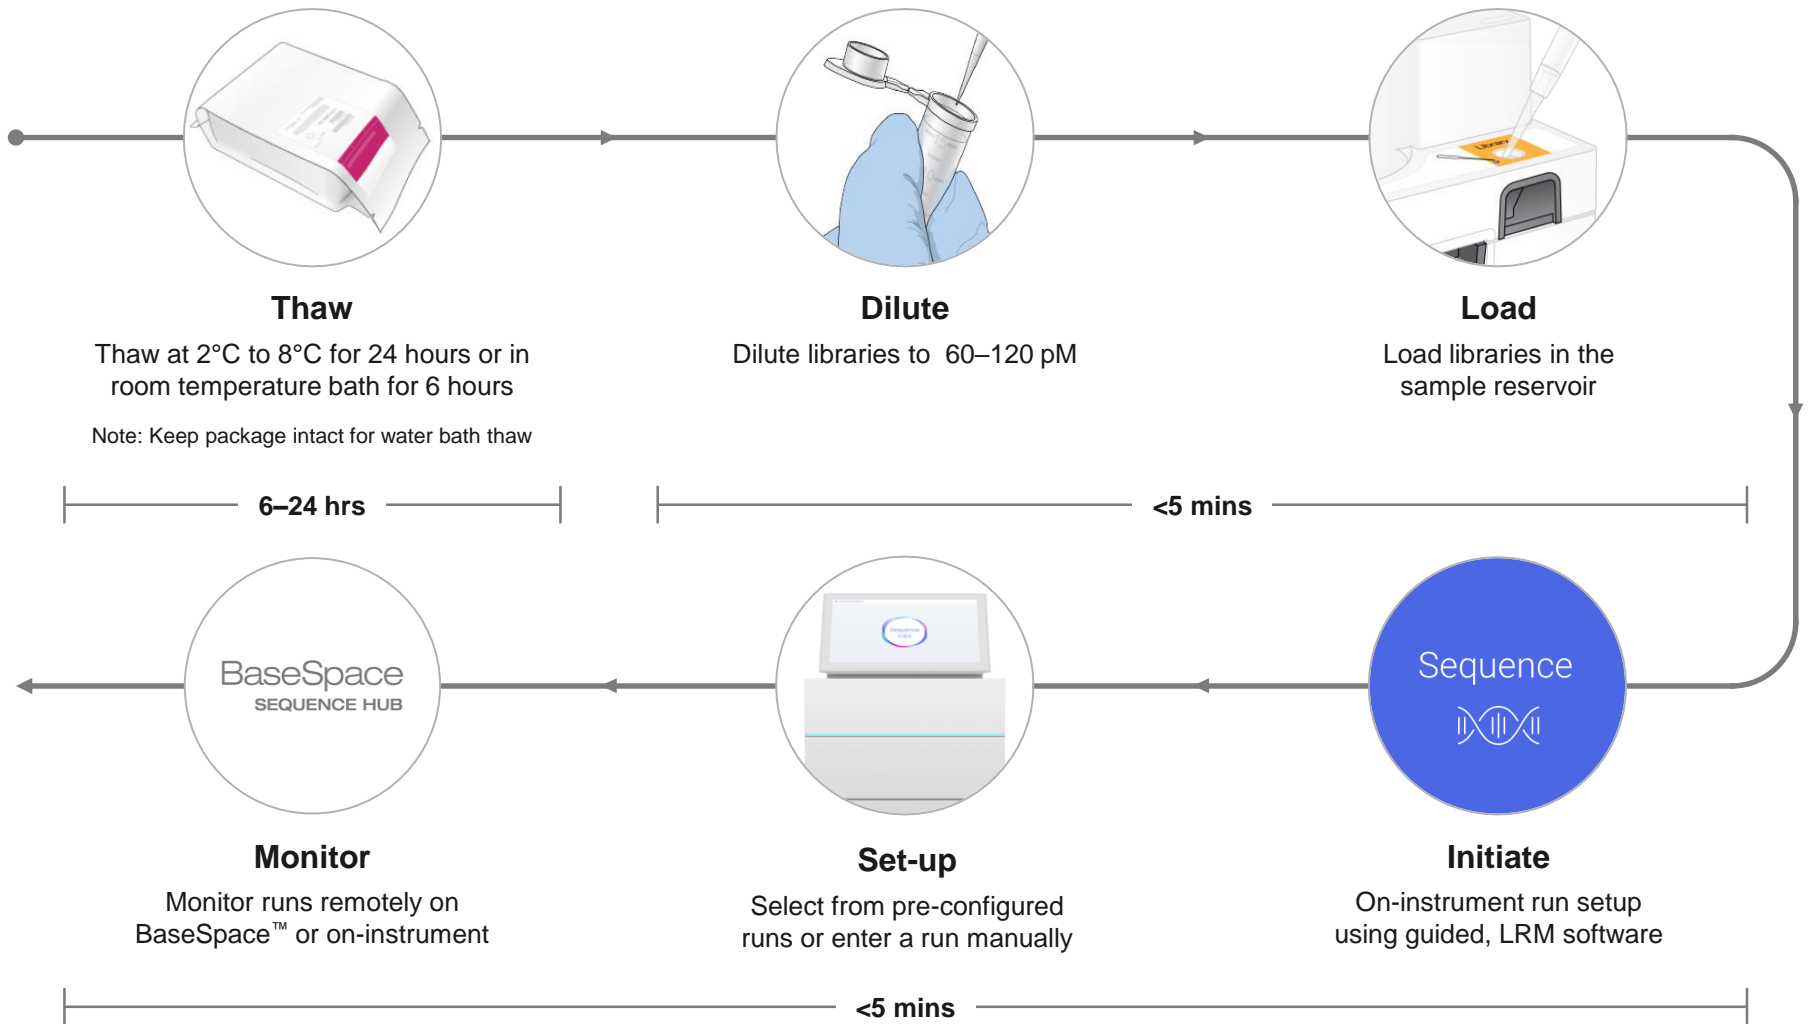 Library
Thaw
Thaw at 2°C to 8°C for 24 hours or in
room temperature bath for 6 hours
Note: Keep package intact for water bath thaw
Dilute
Dilute libraries to 60–120 pM
Load
Load libraries in the
sample reservoir
6–24 hrs
<5 mins
Sequence
Initiate
On-instrument run setup
using guided, LRM software
Sequence
Set-up
Select from pre-configured
runs or enter a run manually
BaseSpace
SEQUENCE HUB
Monitor
Monitor runs remotely on
BaseSpace™ or on-instrument
<5 mins